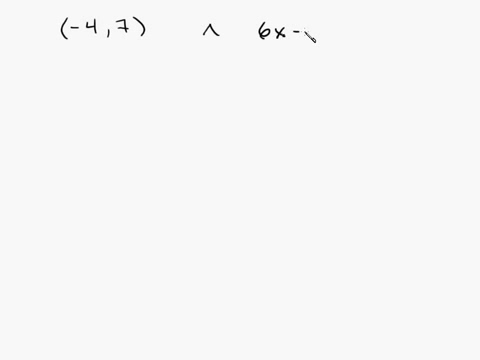 (-4,7) ^ 6x-